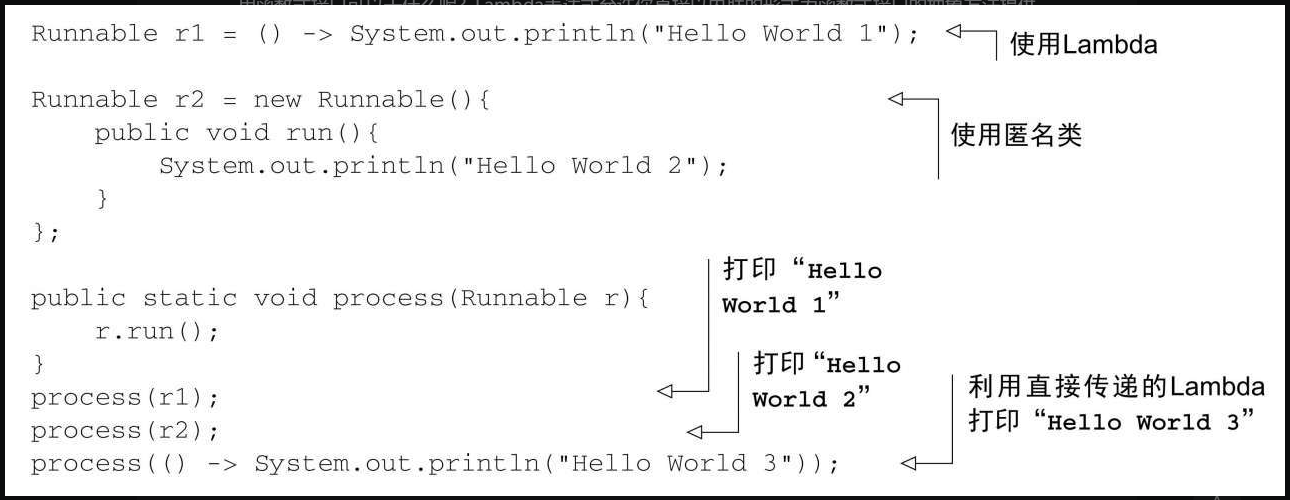 Runnable r1 = () -> System.out.println("Hello World 1");
使用Lambda
Runnable r2 = new Runnable(){
使用匿名类
    public void run(){
        System.out.println("Hello World 2");
    }
};
public static void process(Runnable r){
    r.run();
}
打印“Hello
World 1”
process(r1);
打印“Hello
World 2”
process(r2);
利用直接传递的Lambda
打印“Hello World 3”
process(() -> System.out.println("Hello World 3"));